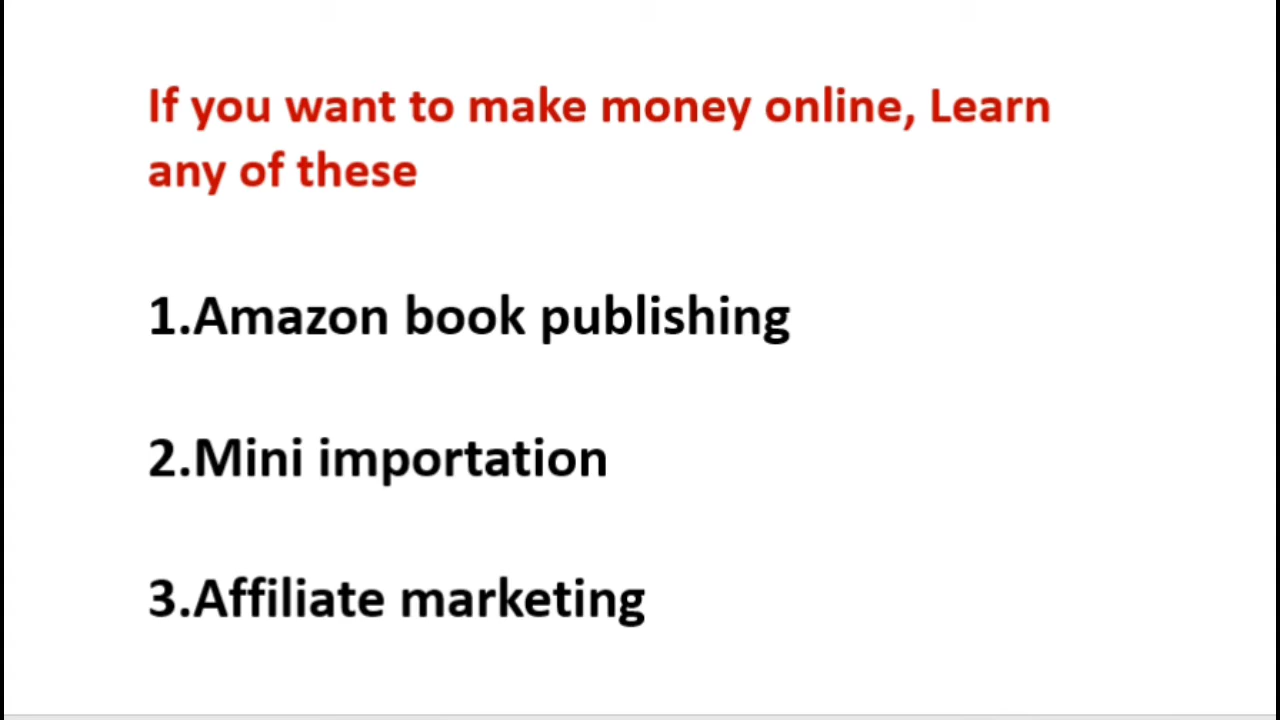 If you want to make money online, Learn
any of these
1.Amazon book publishing
2.Mini importation
3.Affiliate marketing